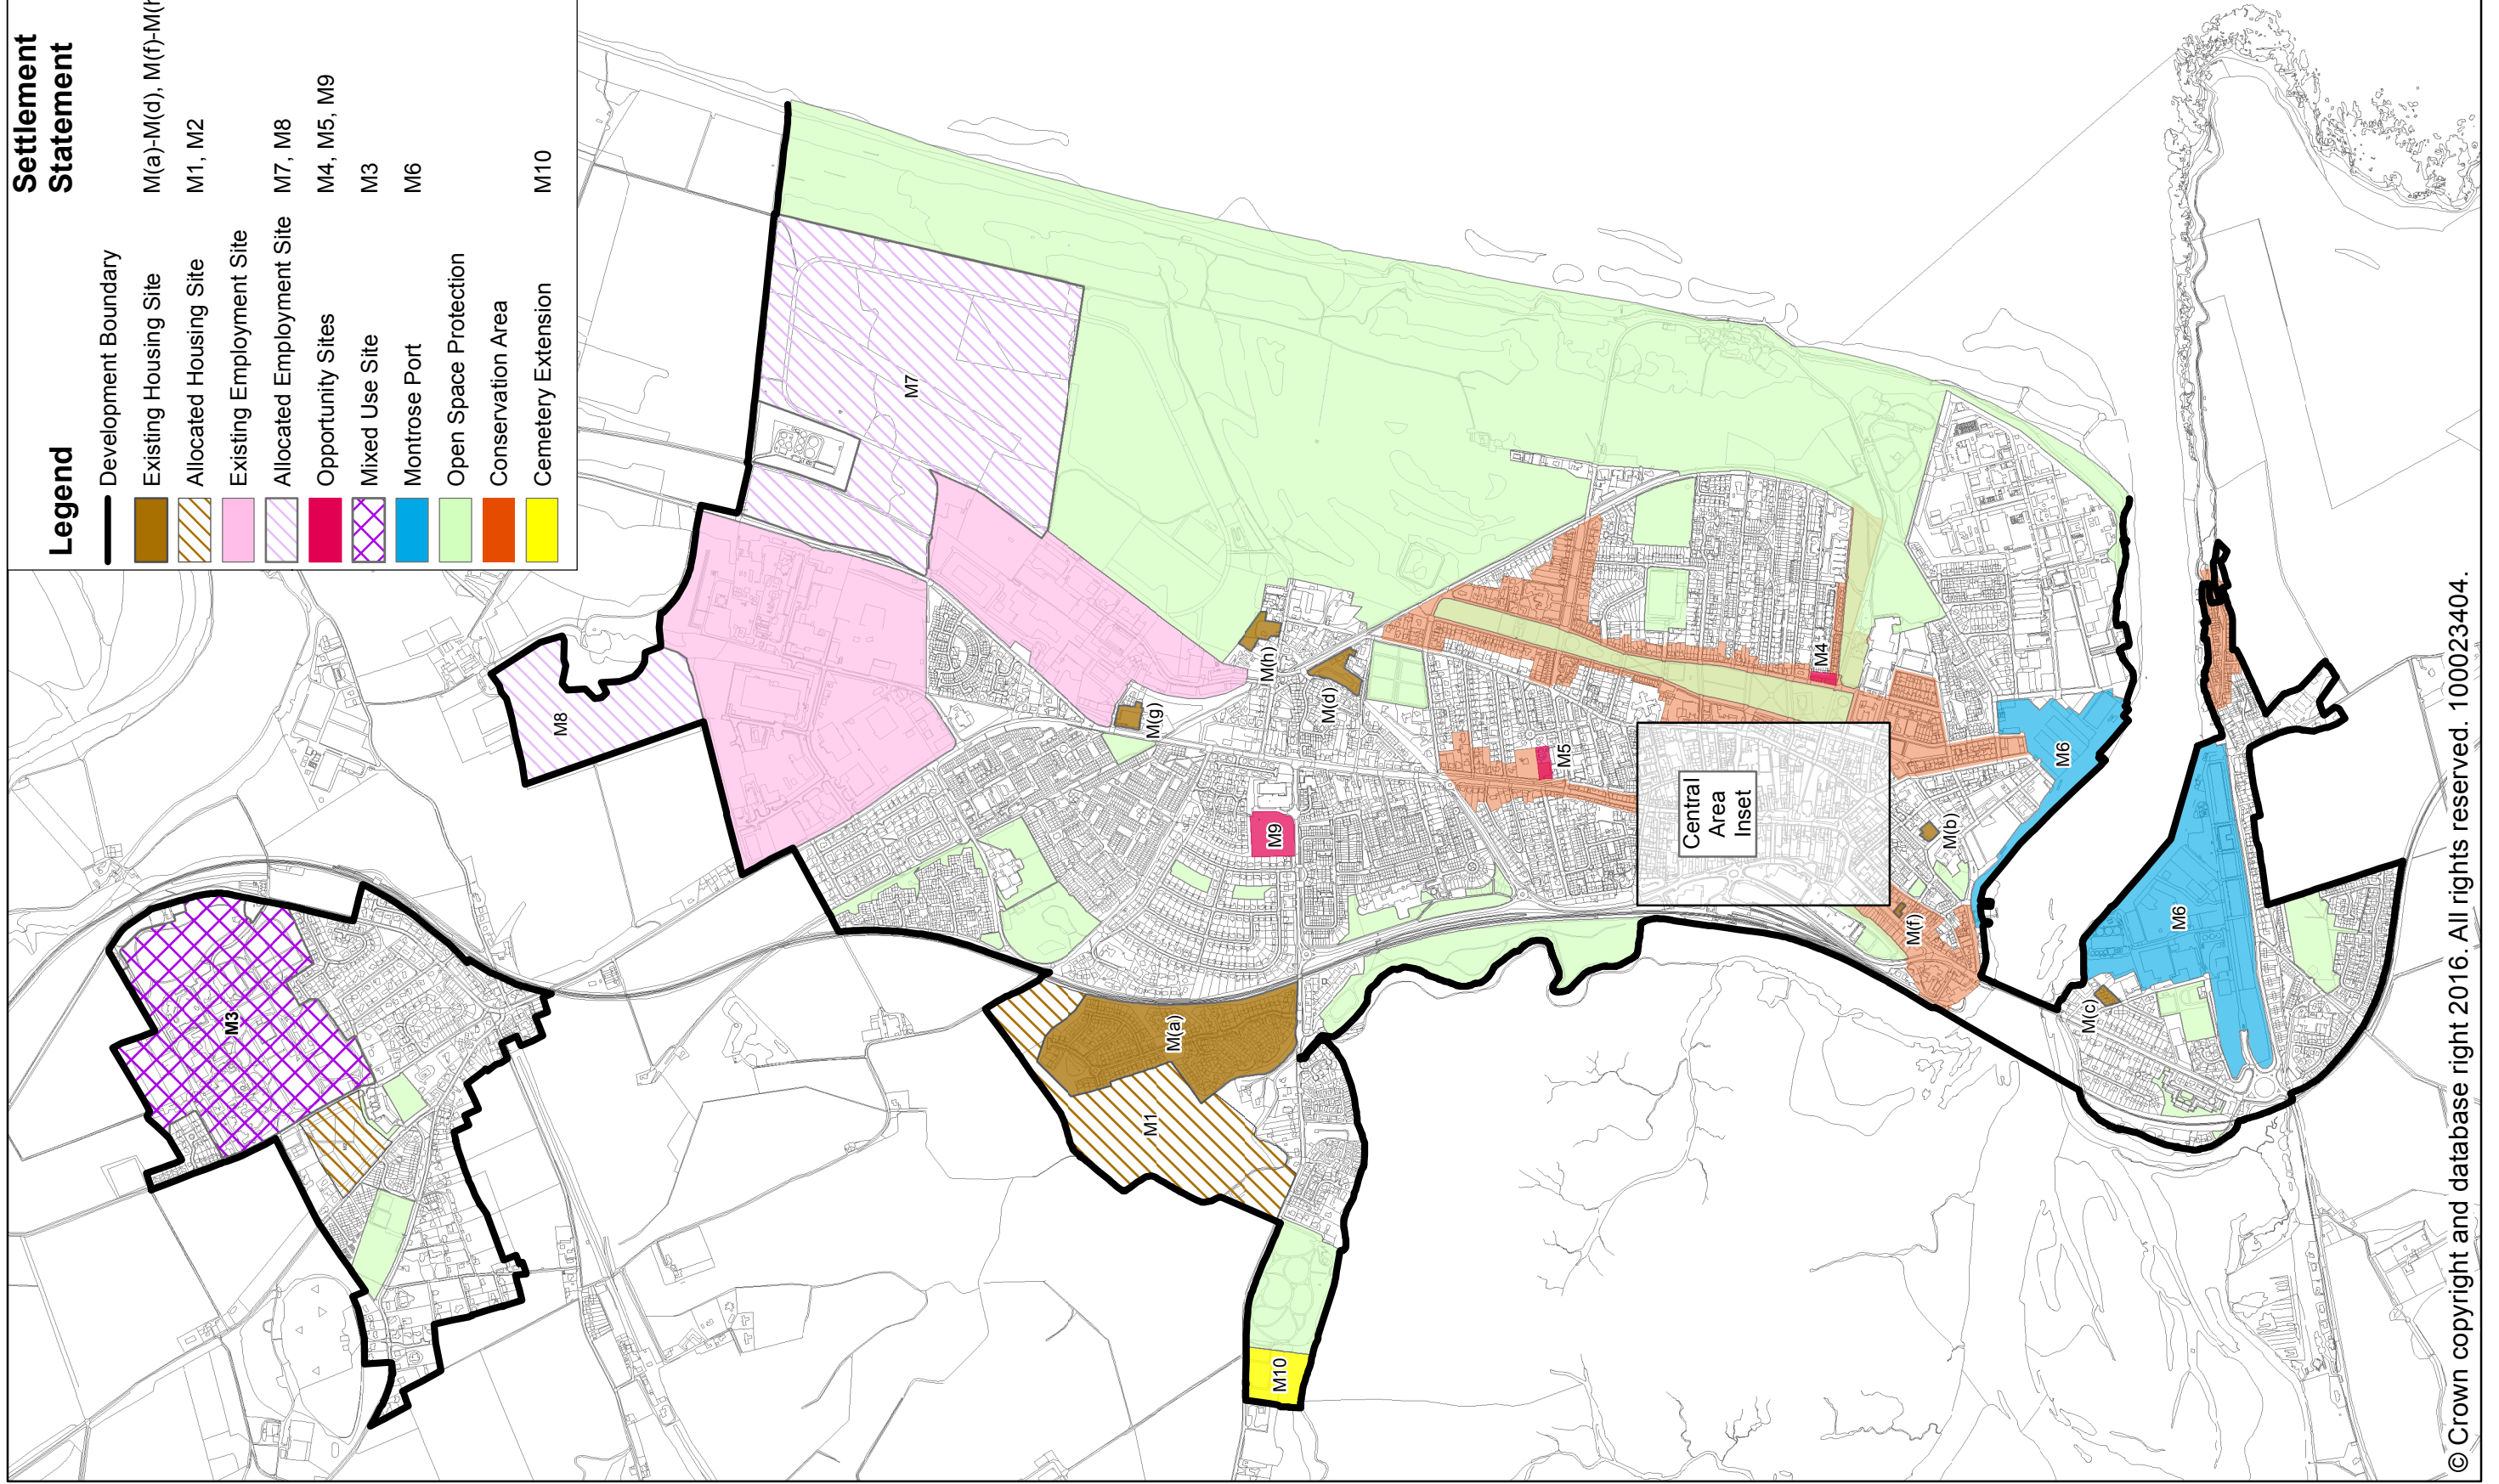 Settlement
Statement
Legend
Development Boundary
Existing Housing Site M(a)-M(d), M(f)-M(h
Allocated Housing Site M1, M2
Existing Employment Site
Allocated Employment Site M7, M8
Opportunity Sites M4, M5, M9
Mixed Use Site M3
Montrose Port M6
Open Space Protection
Conservation Area
Cemetery Extension M10
M3
M8
M7
M(g)
M(h)
M(d)
M(a)
M1
M9
M10
M5
M4
Central
Area
Inset
M(b)
M(f)
M6
M(c)
M6
© Crown copyright and database right 2016. All rights reserved. 100023404.